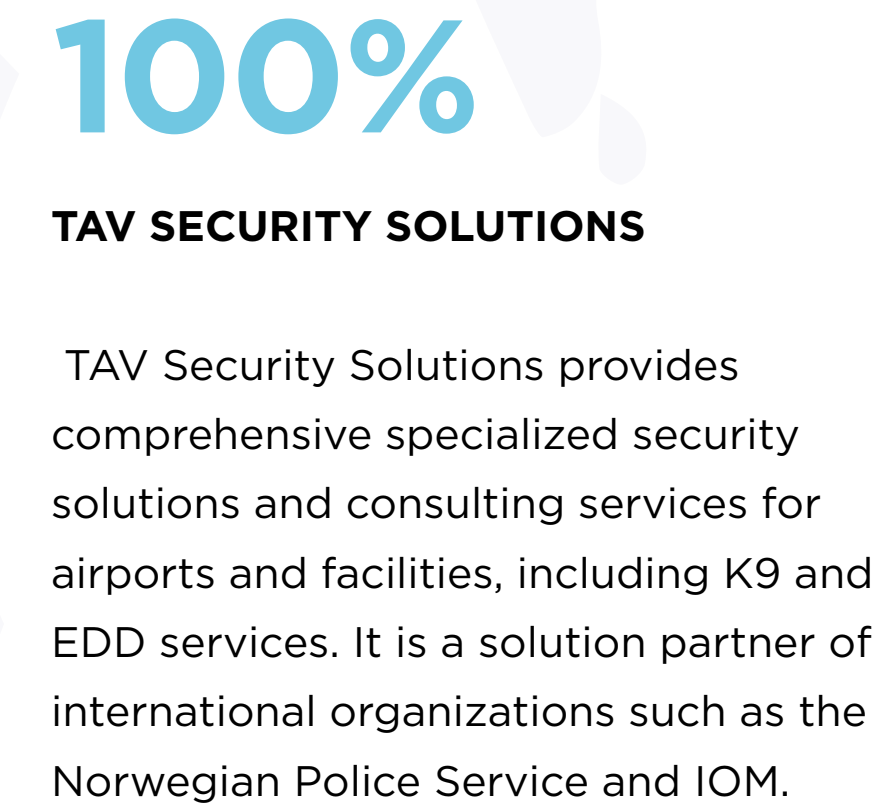 100%
TAV SECURITY SOLUTIONS
TAV Security Solutions provides
comprehensive specialized security
solutions and consulting services for
airports and facilities, including K9 and
EDD services. It is a solution partner of
international organizations such as the
Norwegian Police Service and IOM.